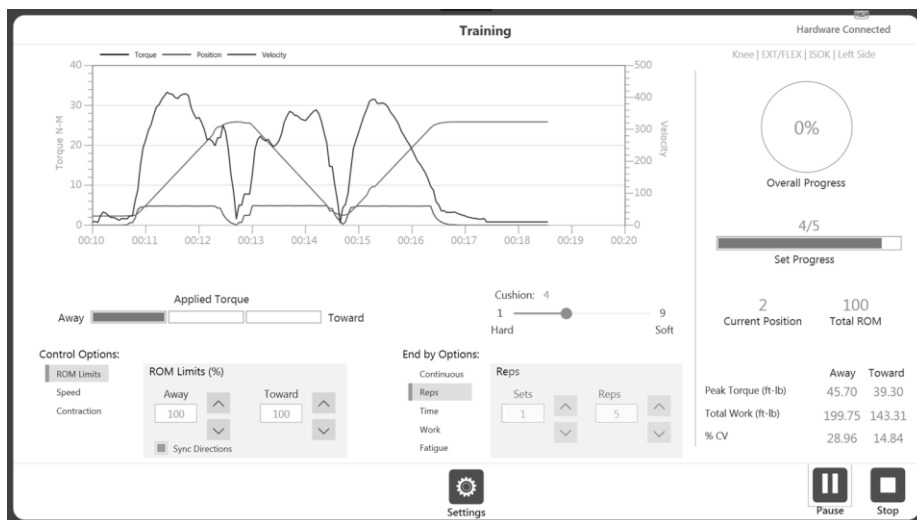 Training
Hardware Connected
Torque Position Velocity
Knee | EXT/FLEX | ISOK | Left Side
40 500
400
30
Torque N-M
20 300
Velocity
200
10
100
0 0
00:10 00:11 00:12 00:13 00:14 00:15 00:16 00:17 00:18 00:19 00:20
0%
Overall Progress
4/5
Set Progress
2 100
Current Position Total ROM
Applied Torque
Away Toward
Cushion: 4
1 9
Hard Soft
Control Options:
ROM Limits
Speed
Contraction
ROM Limits (%)
Away Toward
100 100
Sync Directions
End by Options:
Continuous
Reps
Time
Work
Fatigue
Reps
Sets Reps
1 5
Away Toward
Peak Torque (ft-lb) 45.70 39.30
Total Work (ft-lb) 199.75 143.31
% CV 28.96 14.84
Settings
Pause Stop